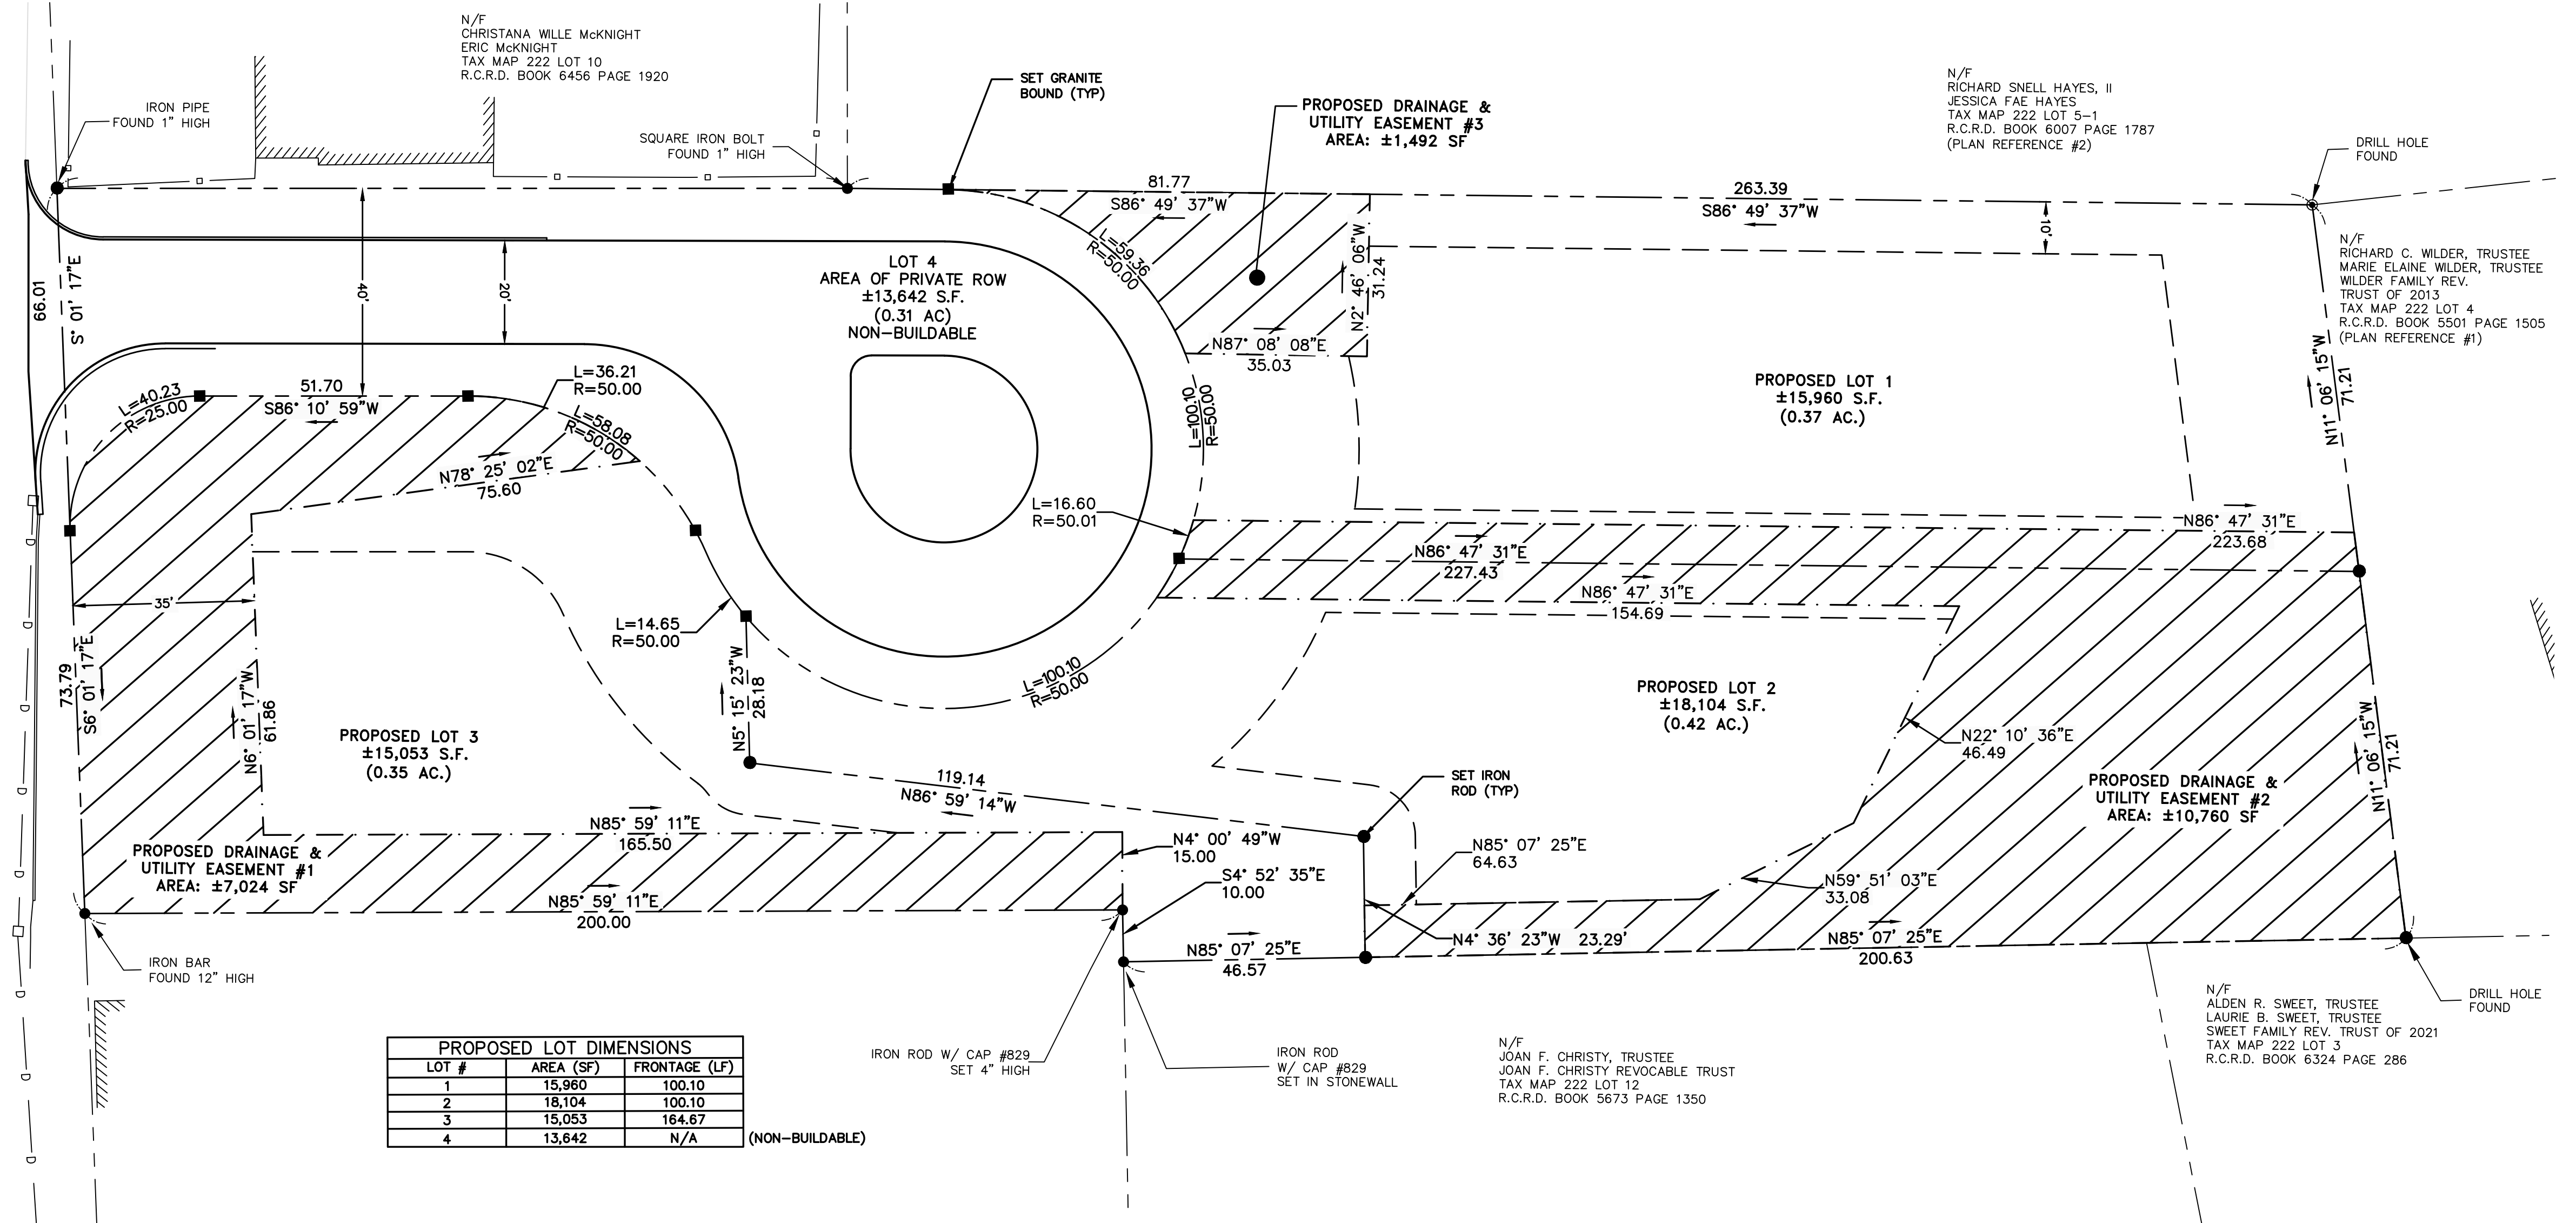 N/F
CHRISTANA WILLE McKNIGHT
ERIC McKNIGHT
TAX MAP 222 LOT 10
R.C.R.D. BOOK 6456 PAGE 1920
IRON PIPE
FOUND 1" HIGH
SQUARE IRON BOLT
FOUND 1" HIGH
SET GRANITE
BOUND (TYP)
PROPOSED DRAINAGE &
UTILITY EASEMENT #3
AREA: ±1,492 SF
N/F
RICHARD SNELL HAYES, II
JESSICA FAE HAYES
TAX MAP 222 LOT 5-1
R.C.R.D. BOOK 6007 PAGE 1787
(PLAN REFERENCE #2)
DRILL HOLE
FOUND
81.77
S86° 49' 37"W
263.39
S86° 49' 37"W
10'
N/F
RICHARD C. WILDER, TRUSTEE
MARIE ELAINE WILDER, TRUSTEE
WILDER FAMILY REV.
TRUST OF 2013
TAX MAP 222 LOT 4
R.C.R.D. BOOK 5501 PAGE 1505
(PLAN REFERENCE #1)
66.01
S° 01' 17"E
40'
20'
LOT 4
AREA OF PRIVATE ROW
±13,642 S.F.
(0.31 AC)
NON-BUILDABLE
L=59.36
R=50.00
N2° 46' 06"W
31.24
N87° 08' 08"E
35.03
N11° 06' 15"W
71.21
PROPOSED LOT 1
±15,960 S.F.
(0.37 AC.)
L=40.23
R=25.00
51.70
S86° 10' 59"W
L=36.21
R=50.00
L=58.08
R=50.00
L=100.10
R=50.00
N78° 25' 02"E
75.60
L=16.60
R=50.01
N86° 47' 31"E
223.68
N86° 47' 31"E
227.43
N86° 47' 31"E
154.69
35'
L=14.65
R=50.00
73.79
S6° 01' 17"E
N6° 01' 17"W
61.86
N5° 15' 23"W
28.18
L=100.10
R=50.00
PROPOSED LOT 2
±18,104 S.F.
(0.42 AC.)
N22° 10' 36"E
46.49
N11° 06' 15"W
71.21
PROPOSED LOT 3
±15,053 S.F.
(0.35 AC.)
119.14
N86° 59' 14"W
SET IRON
ROD (TYP)
PROPOSED DRAINAGE &
UTILITY EASEMENT #2
AREA: ±10,760 SF
N85° 59' 11"E
165.50
N4° 00' 49"W
15.00
N85° 07' 25"E
64.63
PROPOSED DRAINAGE &
UTILITY EASEMENT #1
AREA: ±7,024 SF
S4° 52' 35"E
10.00
N59° 51' 03"E
33.08
N85° 59' 11"E
200.00
N85° 07' 25"E
46.57
N4° 36' 23"W 23.29'
N85° 07' 25"E
200.63
IRON BAR
FOUND 12" HIGH
DRILL HOLE
FOUND
N/F
ALDEN R. SWEET, TRUSTEE
LAURIE B. SWEET, TRUSTEE
SWEET FAMILY REV. TRUST OF 2021
TAX MAP 222 LOT 3
R.C.R.D. BOOK 6324 PAGE 286
IRON ROD W/ CAP #829
SET 4" HIGH
IRON ROD
W/ CAP #829
SET IN STONEWALL
N/F
JOAN F. CHRISTY, TRUSTEE
JOAN F. CHRISTY REVOCABLE TRUST
TAX MAP 222 LOT 12
R.C.R.D. BOOK 5673 PAGE 1350
PROPOSED LOT DIMENSIONS
LOT # AREA (SF) FRONTAGE (LF)
1 15,960 100.10
2 18,104 100.10
3 15,053 164.67
4 13,642 N/A (NON-BUILDABLE)
D
D
D
D
D
D
D
D
D